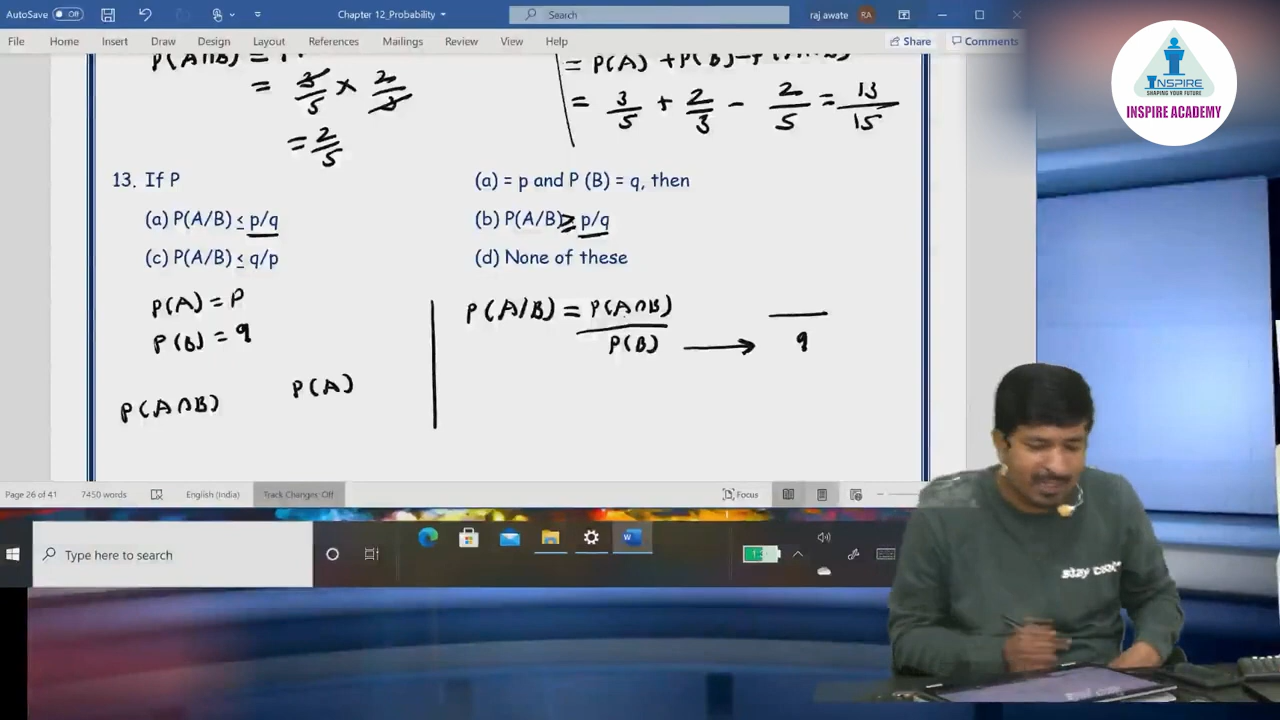 AutoSave Off Chapter 12_Probability Search raj awate RA
File Home Insert Draw Design Layout References Mailings Review View Help Share Comments
INSPIRE
SHAPING YOUR FUTURE
INSPIRE ACADEMY
P(A∩B) =
= 3/5 × 2/3
= 2/5
= P(A) + P(B) -
= 3/5 + 2/3 - 2/5 = 13/15
13. If P (a) = p and P (B) = q, then
(a) P(A/B) ≤ p/q (b) P(A/B) ≥ p/q
(c) P(A/B) ≤ q/p (d) None of these
P(A) = P
P(B) = q
P(A∩B) P(A)
P(A/B) = P(A∩B)
P(B) → q
stay cool
Page 26 of 41 7450 words English (India) Track Changes: Off Focus
Type here to search